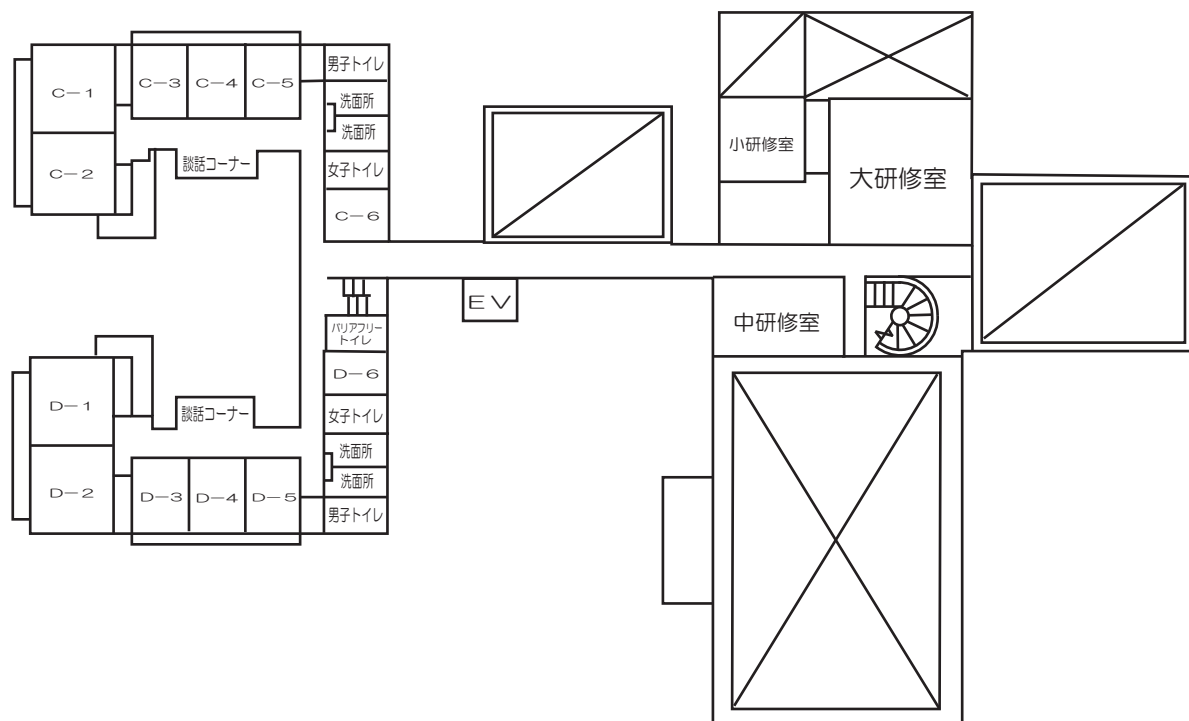 男子トイレ
C－3
C－4
C－5
C－1
洗面所
洗面所
小研修室
談話コーナー
女子トイレ
C－2
大研修室
C－6
EV
中研修室
バリアフリー
トイレ
D－6
D－1
談話コーナー
女子トイレ
洗面所
洗面所
D－2
D－3
D－4
D－5
男子トイレ